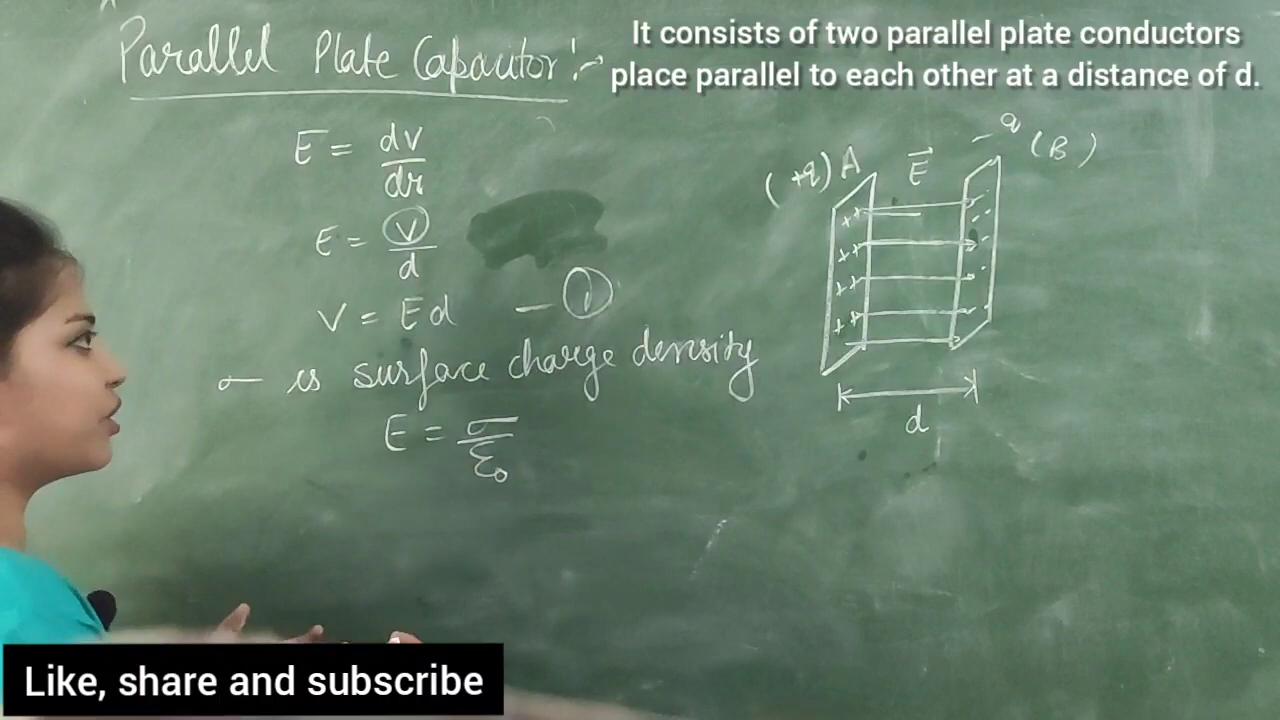 Parallel Plate Capacitor :-
It consists of two parallel plate conductors
place parallel to each other at a distance of d.
E = dv/dr
E = v/d
V = Ed — ①
σ is surface charge density
E = σ/ε₀
(+q) A
E⃗
-q (B)
++
++
++
++
d
Like, share and subscribe